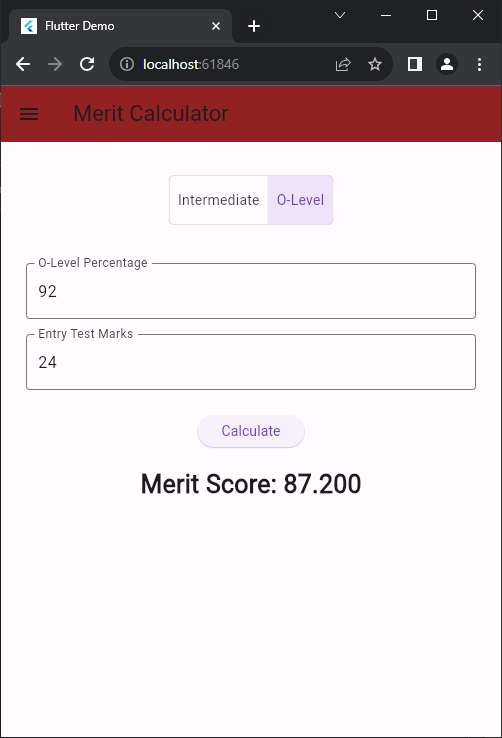 Flutter Demo
localhost:61846
Merit Calculator
Intermediate O-Level
O-Level Percentage
92
Entry Test Marks
24
Calculate
Merit Score: 87.200